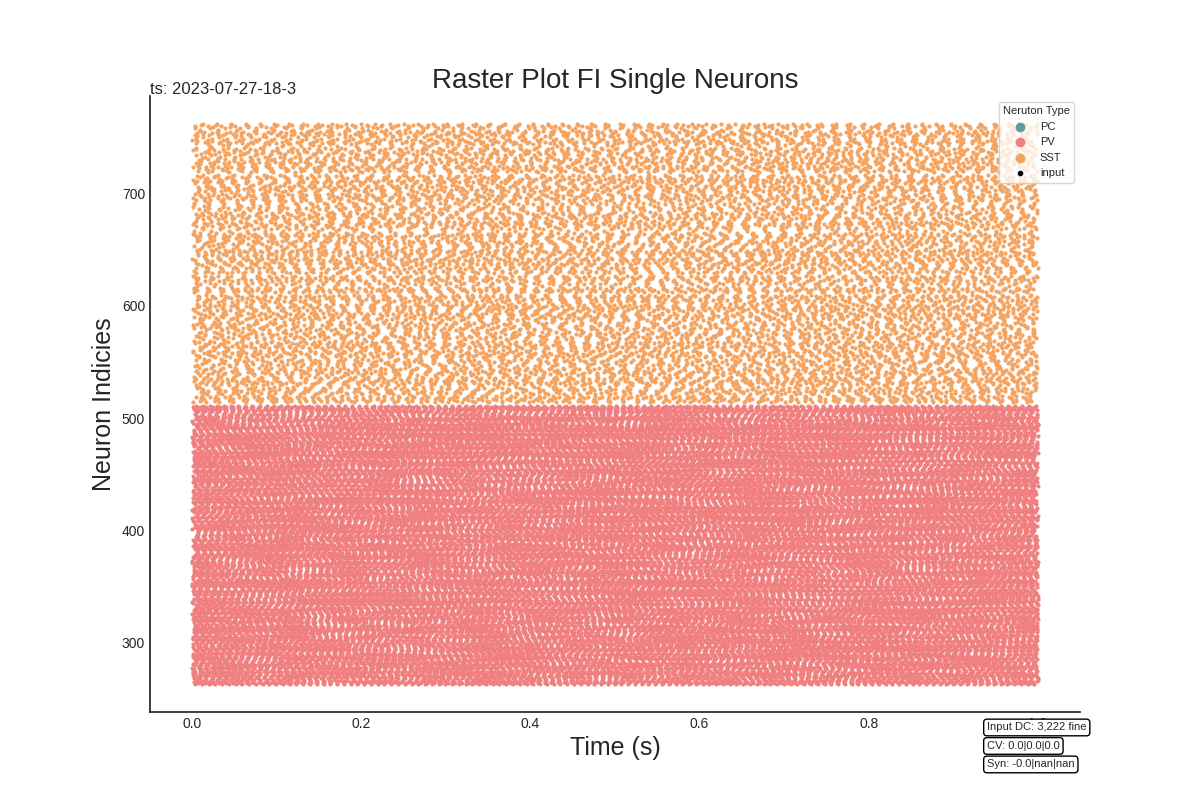 Raster Plot FI Single Neurons
ts: 2023-07-27-18-3
Neruton Type
PC
PV
SST
input
Neuron Indicies
700
600
500
400
300
0.0
0.2
0.4
0.6
0.8
Time (s)
Input DC: 3,222 fine
CV: 0.0|0.0|0.0
Syn: -0.0|nan|nan